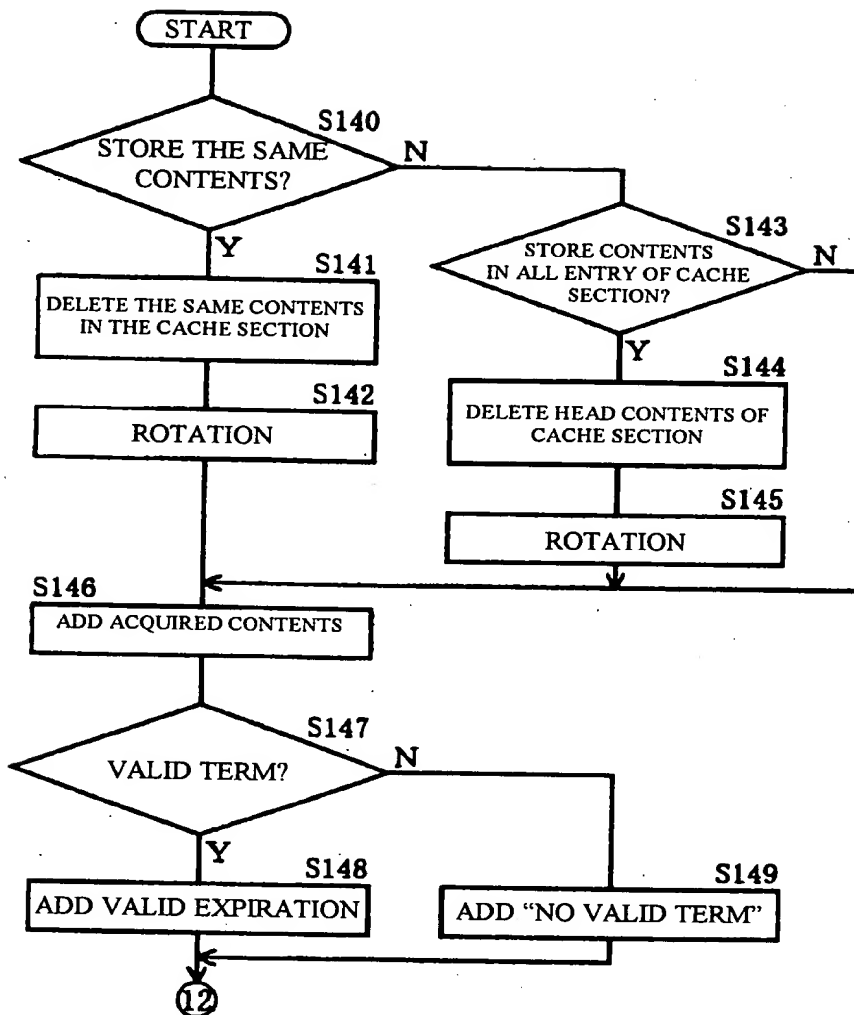 START
S140
STORE THE SAME
CONTENTS?
N
Y
S143
STORE CONTENTS
IN ALL ENTRY OF CACHE
SECTION?
N
Y
S141
DELETE THE SAME CONTENTS
IN THE CACHE SECTION
S142
ROTATION
S144
DELETE HEAD CONTENTS OF
CACHE SECTION
S145
ROTATION
S146
ADD ACQUIRED CONTENTS
S147
VALID TERM?
N
Y
S148
ADD VALID EXPIRATION
S149
ADD “NO VALID TERM”
12